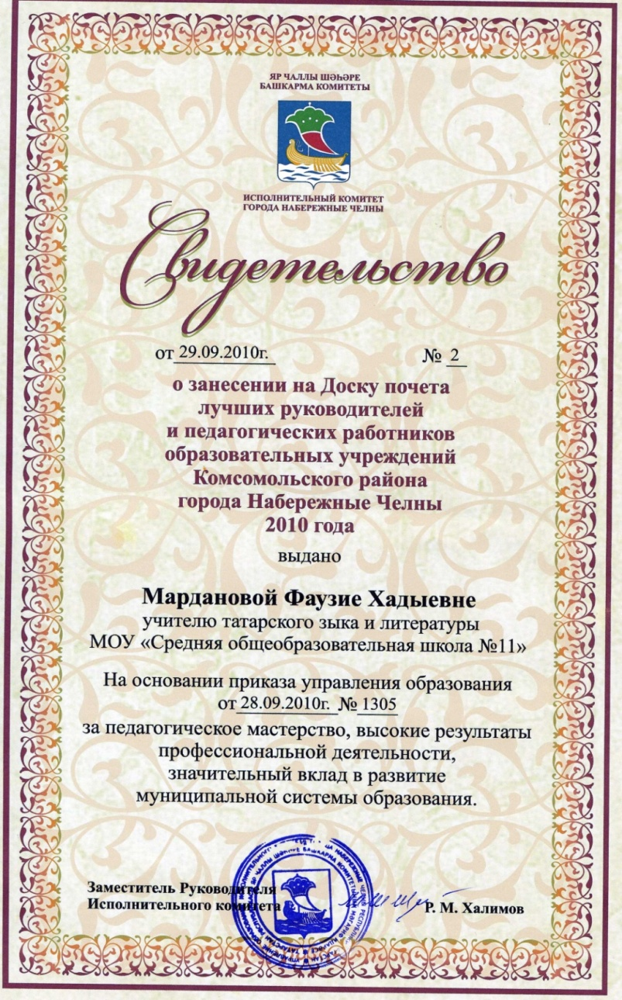 ЯР ЧАЛЛЫ ШӘҺӘРЕ
БАШКАРМА КОМИТЕТЫ
ИСПОЛНИТЕЛЬНЫЙ КОМИТЕТ
ГОРОДА НАБЕРЕЖНЫЕ ЧЕЛНЫ
Свидетельство
от 29.09.2010г. № 2
о занесении на Доску почета
лучших руководителей
и педагогических работников
образовательных учреждений
Комсомольского района
города Набережные Челны
2010 года
выдано
Мардановой Фаузие Хадыевне
учителю татарского зыка и литературы
МОУ «Средняя общеобразовательная школа №11»
На основании приказа управления образования
от 28.09.2010г. № 1305
за педагогическое мастерство, высокие результаты
профессиональной деятельности,
значительный вклад в развитие
муниципальной системы образования.
Заместитель Руководителя
Исполнительного комитета
Р. М. Халимов